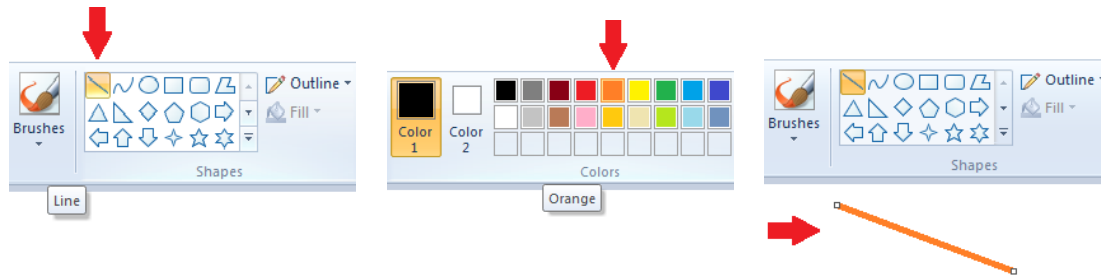 Brushes
Outline
Fill
Shapes
Line
Color 1
Color 2
Colors
Orange
Brushes
Outline
Fill
Shapes